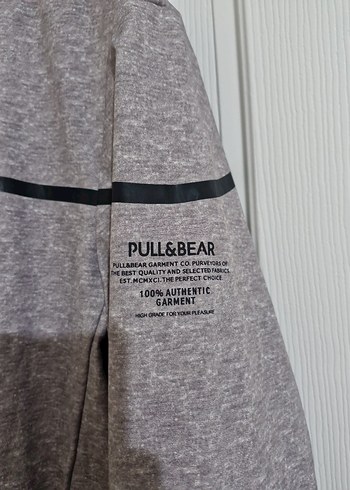 PULL&BEAR
PULL&BEAR GARMENT CO. PURVEYORS OF
THE BEST QUALITY AND SELECTED FABRICS
EST MCMXCI. THE PERFECT CHOICE.
100% AUTHENTIC
GARMENT
HIGH GRADE FOR YOUR PLEASURE